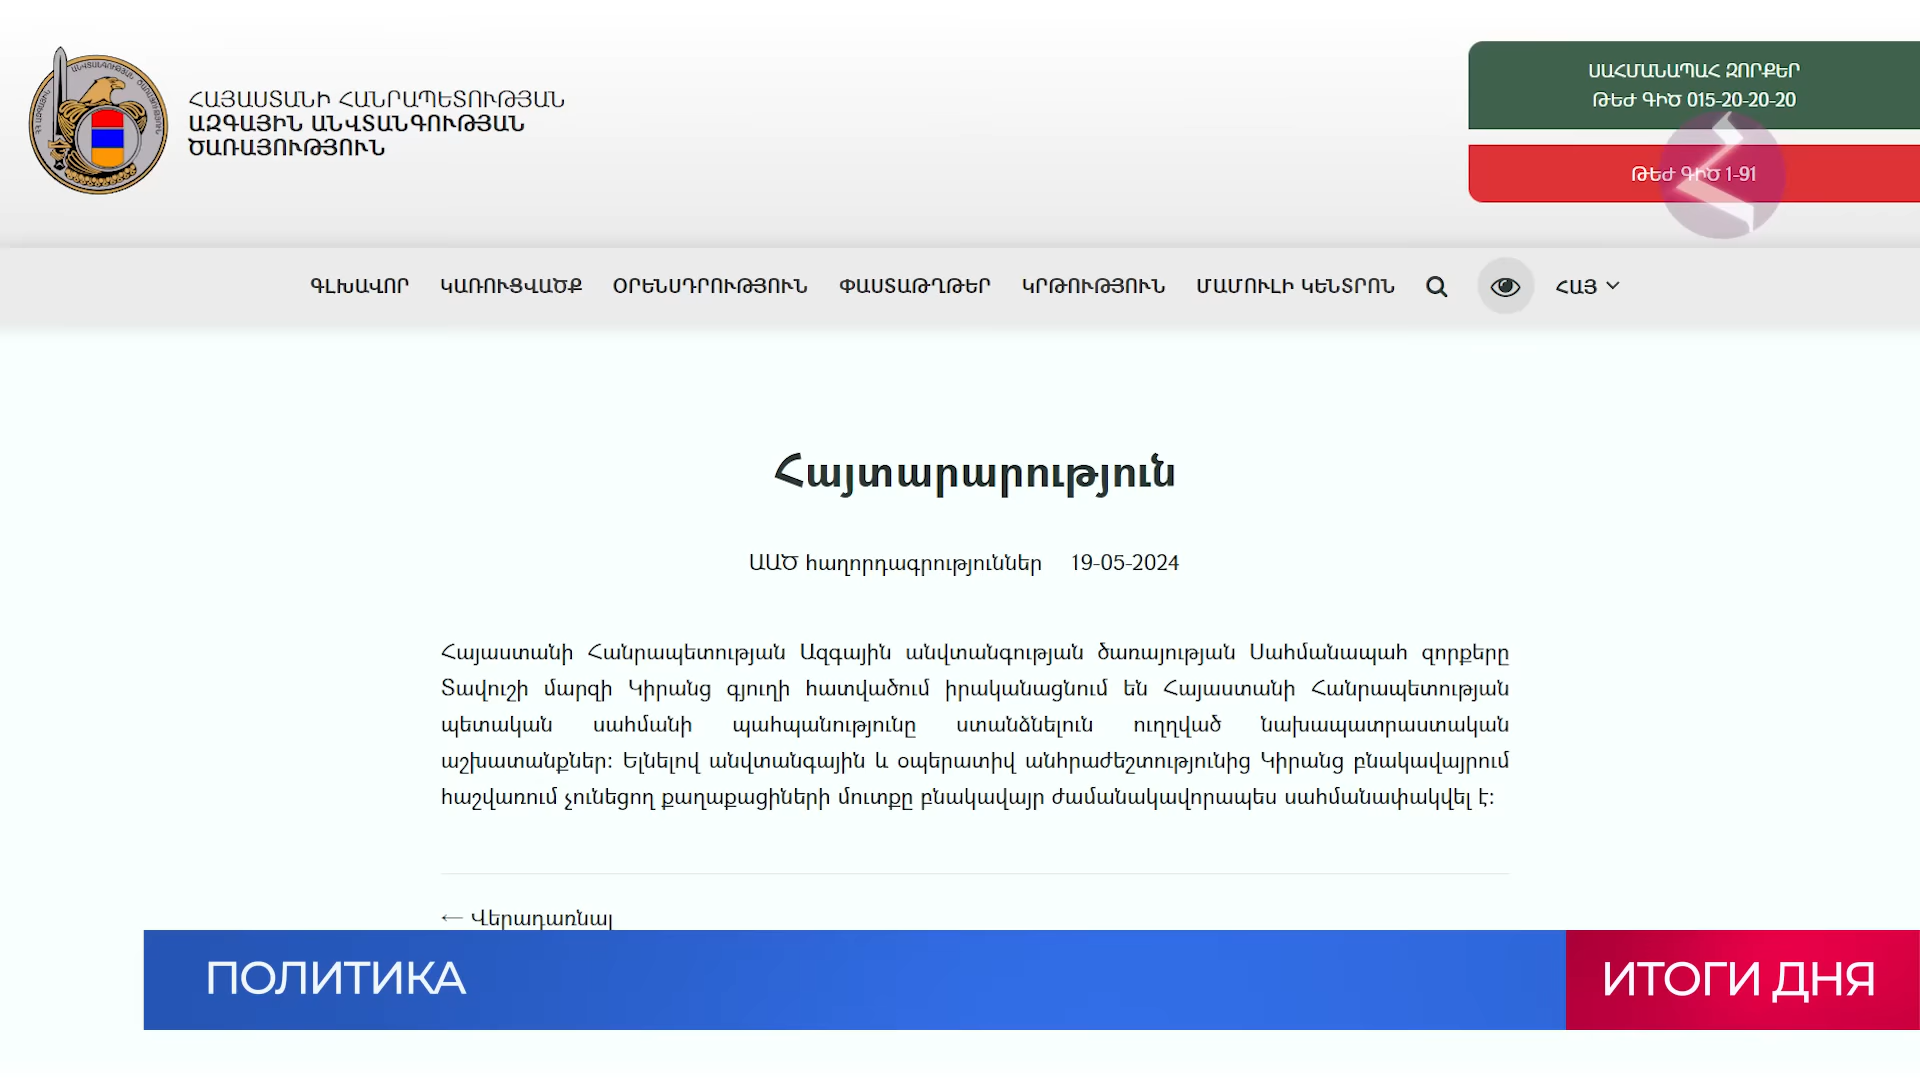 ՀԱՅԱՍՏԱՆԻ ՀԱՆՐԱՊԵՏՈՒԹՅԱՆ
ԱԶԳԱՅԻՆ ԱՆՎՏԱՆԳՈՒԹՅԱՆ
ԾԱՌԱՅՈՒԹՅՈՒՆ
ՍԱՀՄԱՆԱՊԱՀ ԶՈՐՔԵՐ
ԹԵԺ ԳԻԾ 015-20-20-20
ԹԵԺ ԳԻԾ 1-91
ԳԼԽԱՎՈՐ ԿԱՌՈՒՑՎԱԾՔ ՕՐԵՆՍԴՐՈՒԹՅՈՒՆ ՓԱՍՏԱԹՂԹԵՐ ԿՐԹՈՒԹՅՈՒՆ ՄԱՄՈՒԼԻ ԿԵՆՏՐՈՆ ՀԱՅ
Հայտարարություն
ԱԱԾ հաղորդագրություններ 19-05-2024
Հայաստանի Հանրապետության Ազգային անվտանգության ծառայության Սահմանապահ զորքերը
Տավուշի մարզի Կիրանց գյուղի հատվածում իրականացնում են Հայաստանի Հանրապետության
պետական սահմանի պահպանությունը ստանձնելուն ուղղված նախապատրաստական
աշխատանքներ։ Ելնելով անվտանգային և օպերատիվ անհրաժեշտությունից Կիրանց բնակավայրում
հաշվառում չունեցող քաղաքացիների մուտքը բնակավայր ժամանակավորապես սահմանափակվել է։
← Վերադառնալ
ПОЛИТИКА
ИТОГИ ДНЯ